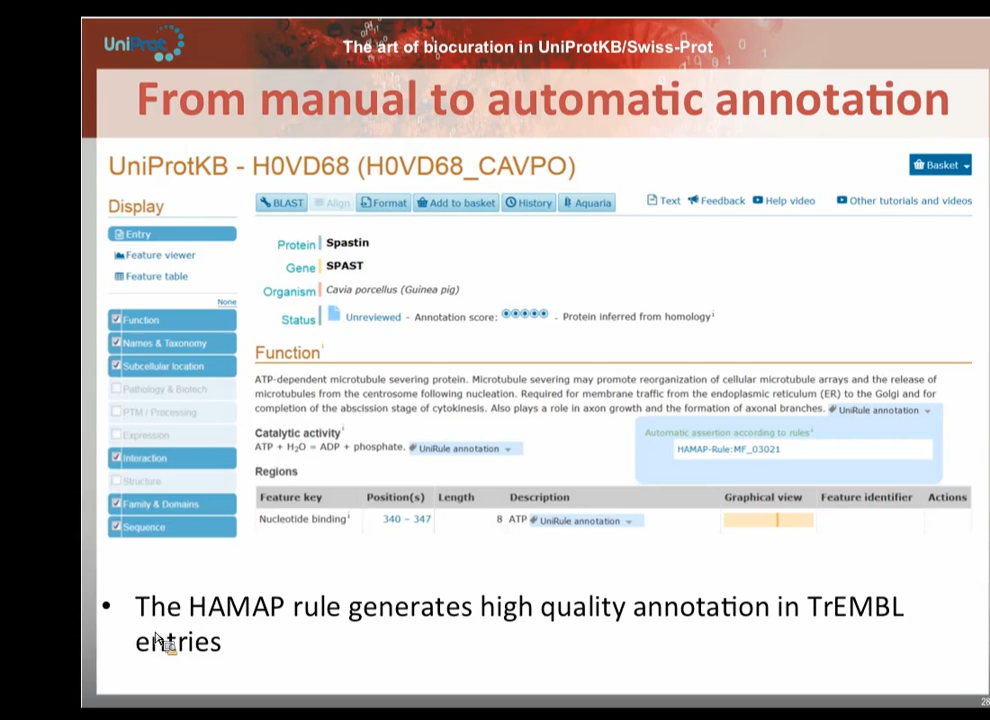 UniProt
The art of biocuration in UniProtKB/Swiss-Prot
From manual to automatic annotation
UniProtKB - H0VD68 (H0VD68_CAVPO)
Basket
Display
BLAST Align Format Add to basket History Aquaria Text Feedback Help video Other tutorials and videos
Entry
Feature viewer
Feature table
None
Function
Names & Taxonomy
Subcellular location
Pathology & Biotech
PTM / Processing
Expression
Interaction
Structure
Family & Domains
Sequence
Protein Spastin
Gene SPAST
Organism Cavia porcellus (Guinea pig)
Status Unreviewed - Annotation score: - Protein inferred from homologyⁱ
Functionⁱ
ATP-dependent microtubule severing protein. Microtubule severing may promote reorganization of cellular microtubule arrays and the release of
microtubules from the centrosome following nucleation. Required for membrane traffic from the endoplasmic reticulum (ER) to the Golgi and for
completion of the abscission stage of cytokinesis. Also plays a role in axon growth and the formation of axonal branches. UniRule annotation
Automatic assertion according to rulesⁱ
HAMAP-Rule:MF_03021
Catalytic activityⁱ
ATP + H₂O = ADP + phosphate. UniRule annotation
Regions
Feature key Position(s) Length Description Graphical view Feature identifier Actions
Nucleotide bindingⁱ 340 – 347 8 ATP UniRule annotation
• The HAMAP rule generates high quality annotation in TrEMBL
entries
28